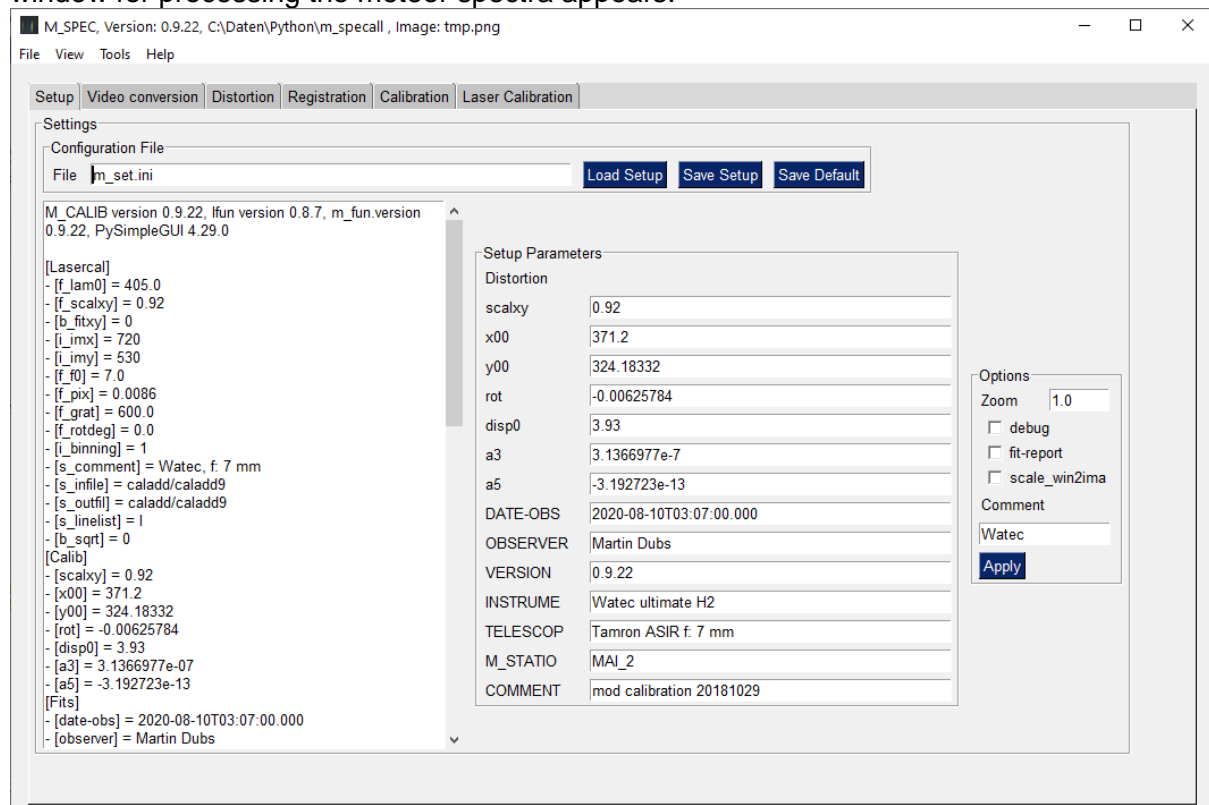 window for processing the meteor spectra appears:
M_SPEC, Version: 0.9.22, C:\Daten\Python\m_specall , Image: tmp.png
File View Tools Help
Setup Video conversion Distortion Registration Calibration Laser Calibration
Settings
Configuration File
File m_set.ini Load Setup Save Setup Save Default
M_CALIB version 0.9.22, lfun version 0.8.7, m_fun.version
0.9.22, PySimpleGUI 4.29.0
[Lasercal]
- [f_lam0] = 405.0
- [f_scalxy] = 0.92
- [b_fitxy] = 0
- [i_imx] = 720
- [i_imy] = 530
- [f_f0] = 7.0
- [f_pix] = 0.0086
- [f_grat] = 600.0
- [f_rotdeg] = 0.0
- [i_binning] = 1
- [s_comment] = Watec, f: 7 mm
- [s_infile] = caladd/caladd9
- [s_outfil] = caladd/caladd9
- [s_linelist] = l
- [b_sqrt] = 0
[Calib]
- [scalxy] = 0.92
- [x00] = 371.2
- [y00] = 324.18332
- [rot] = -0.00625784
- [disp0] = 3.93
- [a3] = 3.1366977e-07
- [a5] = -3.192723e-13
[Fits]
- [date-obs] = 2020-08-10T03:07:00.000
- [observer] = Martin Dubs
Setup Parameters
Distortion
scalxy 0.92
x00 371.2
y00 324.18332
rot -0.00625784
disp0 3.93
a3 3.1366977e-7
a5 -3.192723e-13
DATE-OBS 2020-08-10T03:07:00.000
OBSERVER Martin Dubs
VERSION 0.9.22
INSTRUME Watec ultimate H2
TELESCOP Tamron ASIR f: 7 mm
M_STATIO MAI_2
COMMENT mod calibration 20181029
Options
Zoom 1.0
debug
fit-report
scale_win2ima
Comment
Watec
Apply